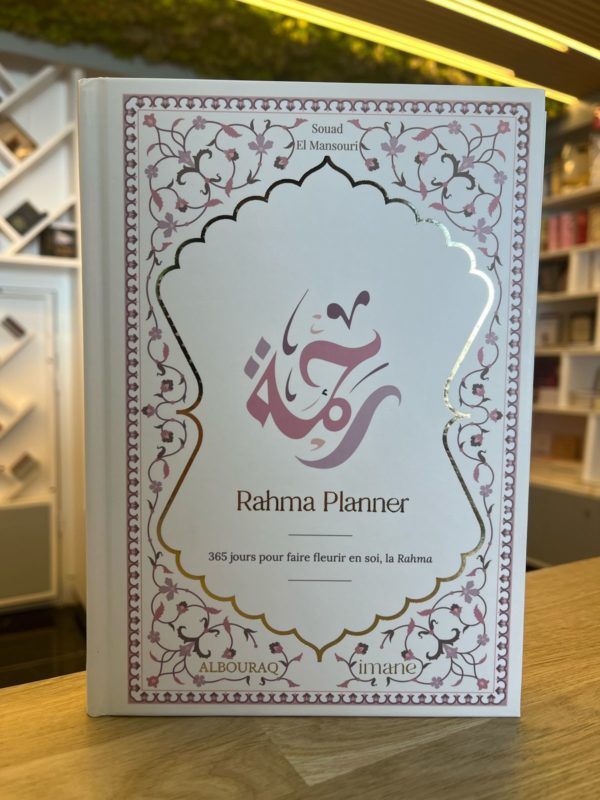 Souad
El Mansouri
رحمة
Rahma Planner
365 jours pour faire fleurir en soi, la Rahma
ALBOURAQ imane